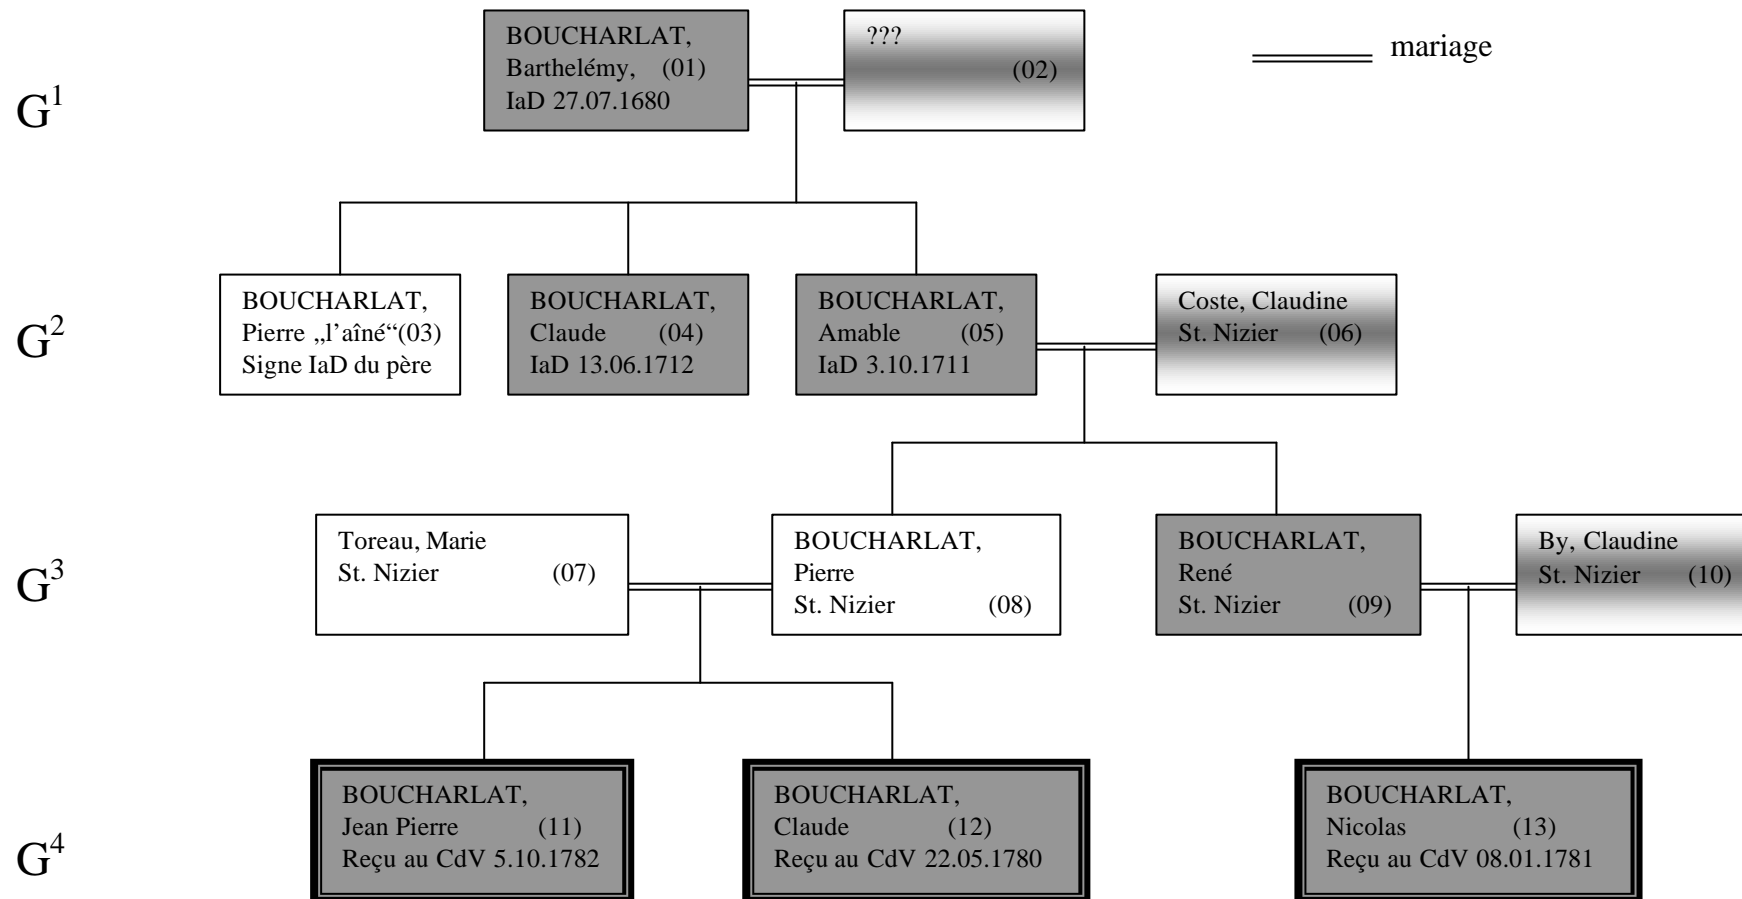 BOUCHARLAT,
Barthelémy, (01)
IaD 27.07.1680
???
(02)
mariage
G¹
BOUCHARLAT,
Pierre „l’aîné“(03)
Signe IaD du père
BOUCHARLAT,
Claude (04)
IaD 13.06.1712
BOUCHARLAT,
Amable (05)
IaD 3.10.1711
Coste, Claudine
St. Nizier (06)
G²
Toreau, Marie
St. Nizier (07)
BOUCHARLAT,
Pierre
St. Nizier (08)
BOUCHARLAT,
René
St. Nizier (09)
By, Claudine
St. Nizier (10)
G³
BOUCHARLAT,
Jean Pierre (11)
Reçu au CdV 5.10.1782
BOUCHARLAT,
Claude (12)
Reçu au CdV 22.05.1780
BOUCHARLAT,
Nicolas (13)
Reçu au CdV 08.01.1781
G⁴